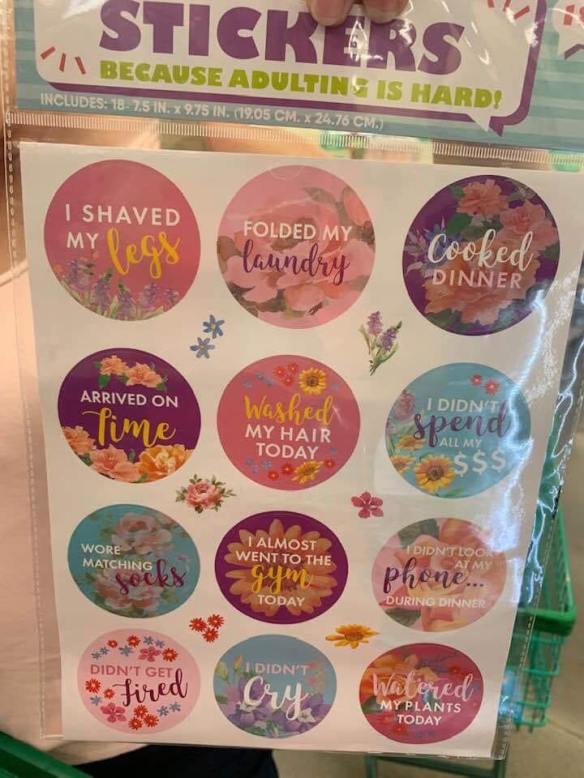 STICKERS
BECAUSE ADULTING IS HARD!
INCLUDES: 18- 7.5 IN. x 9.75 IN. (19.05 CM. x 24.76 CM.)
I SHAVED
MY legs
FOLDED MY
laundry
Cooked
DINNER
ARRIVED ON
Time
Washed
MY HAIR
TODAY
I DIDN'T
spend
ALL MY
$$$
WORE
MATCHING
socks
I ALMOST
WENT TO THE
gym
TODAY
I DIDN'T LOOK
AT MY
phone...
DURING DINNER
DIDN'T GET
fired
I DIDN'T
Cry
Watered
MY PLANTS
TODAY